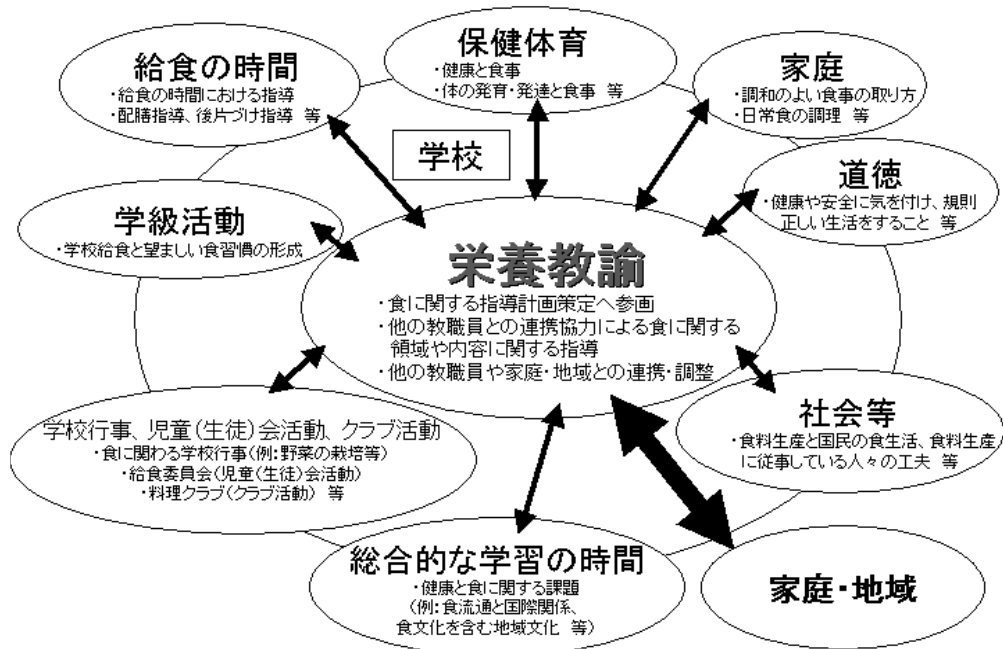 保健体育
・健康と食事
・体の発育・発達と食事 等
給食の時間
・給食の時間における指導
・配膳指導、後片づけ指導 等
家庭
・調和のよい食事の取り方
・日常食の調理 等
学校
道徳
・健康や安全に気を付け、規則
正しい生活をすること 等
学級活動
・学校給食と望ましい食習慣の形成
栄養教諭
・食に関する指導計画策定へ参画
・他の教職員との連携協力による食に関する
領域や内容に関する指導
・他の教職員や家庭・地域との連携・調整
学校行事、児童(生徒)会活動、クラブ活動
・食に関わる学校行事(例:野菜の栽培等)
・給食委員会(児童(生徒)会活動)
・料理クラブ(クラブ活動) 等
社会等
・食料生産と国民の食生活、食料生産
に従事している人々の工夫 等
総合的な学習の時間
・健康と食に関する課題
(例:食流通と国際関係、
食文化を含む地域文化 等)
家庭・地域